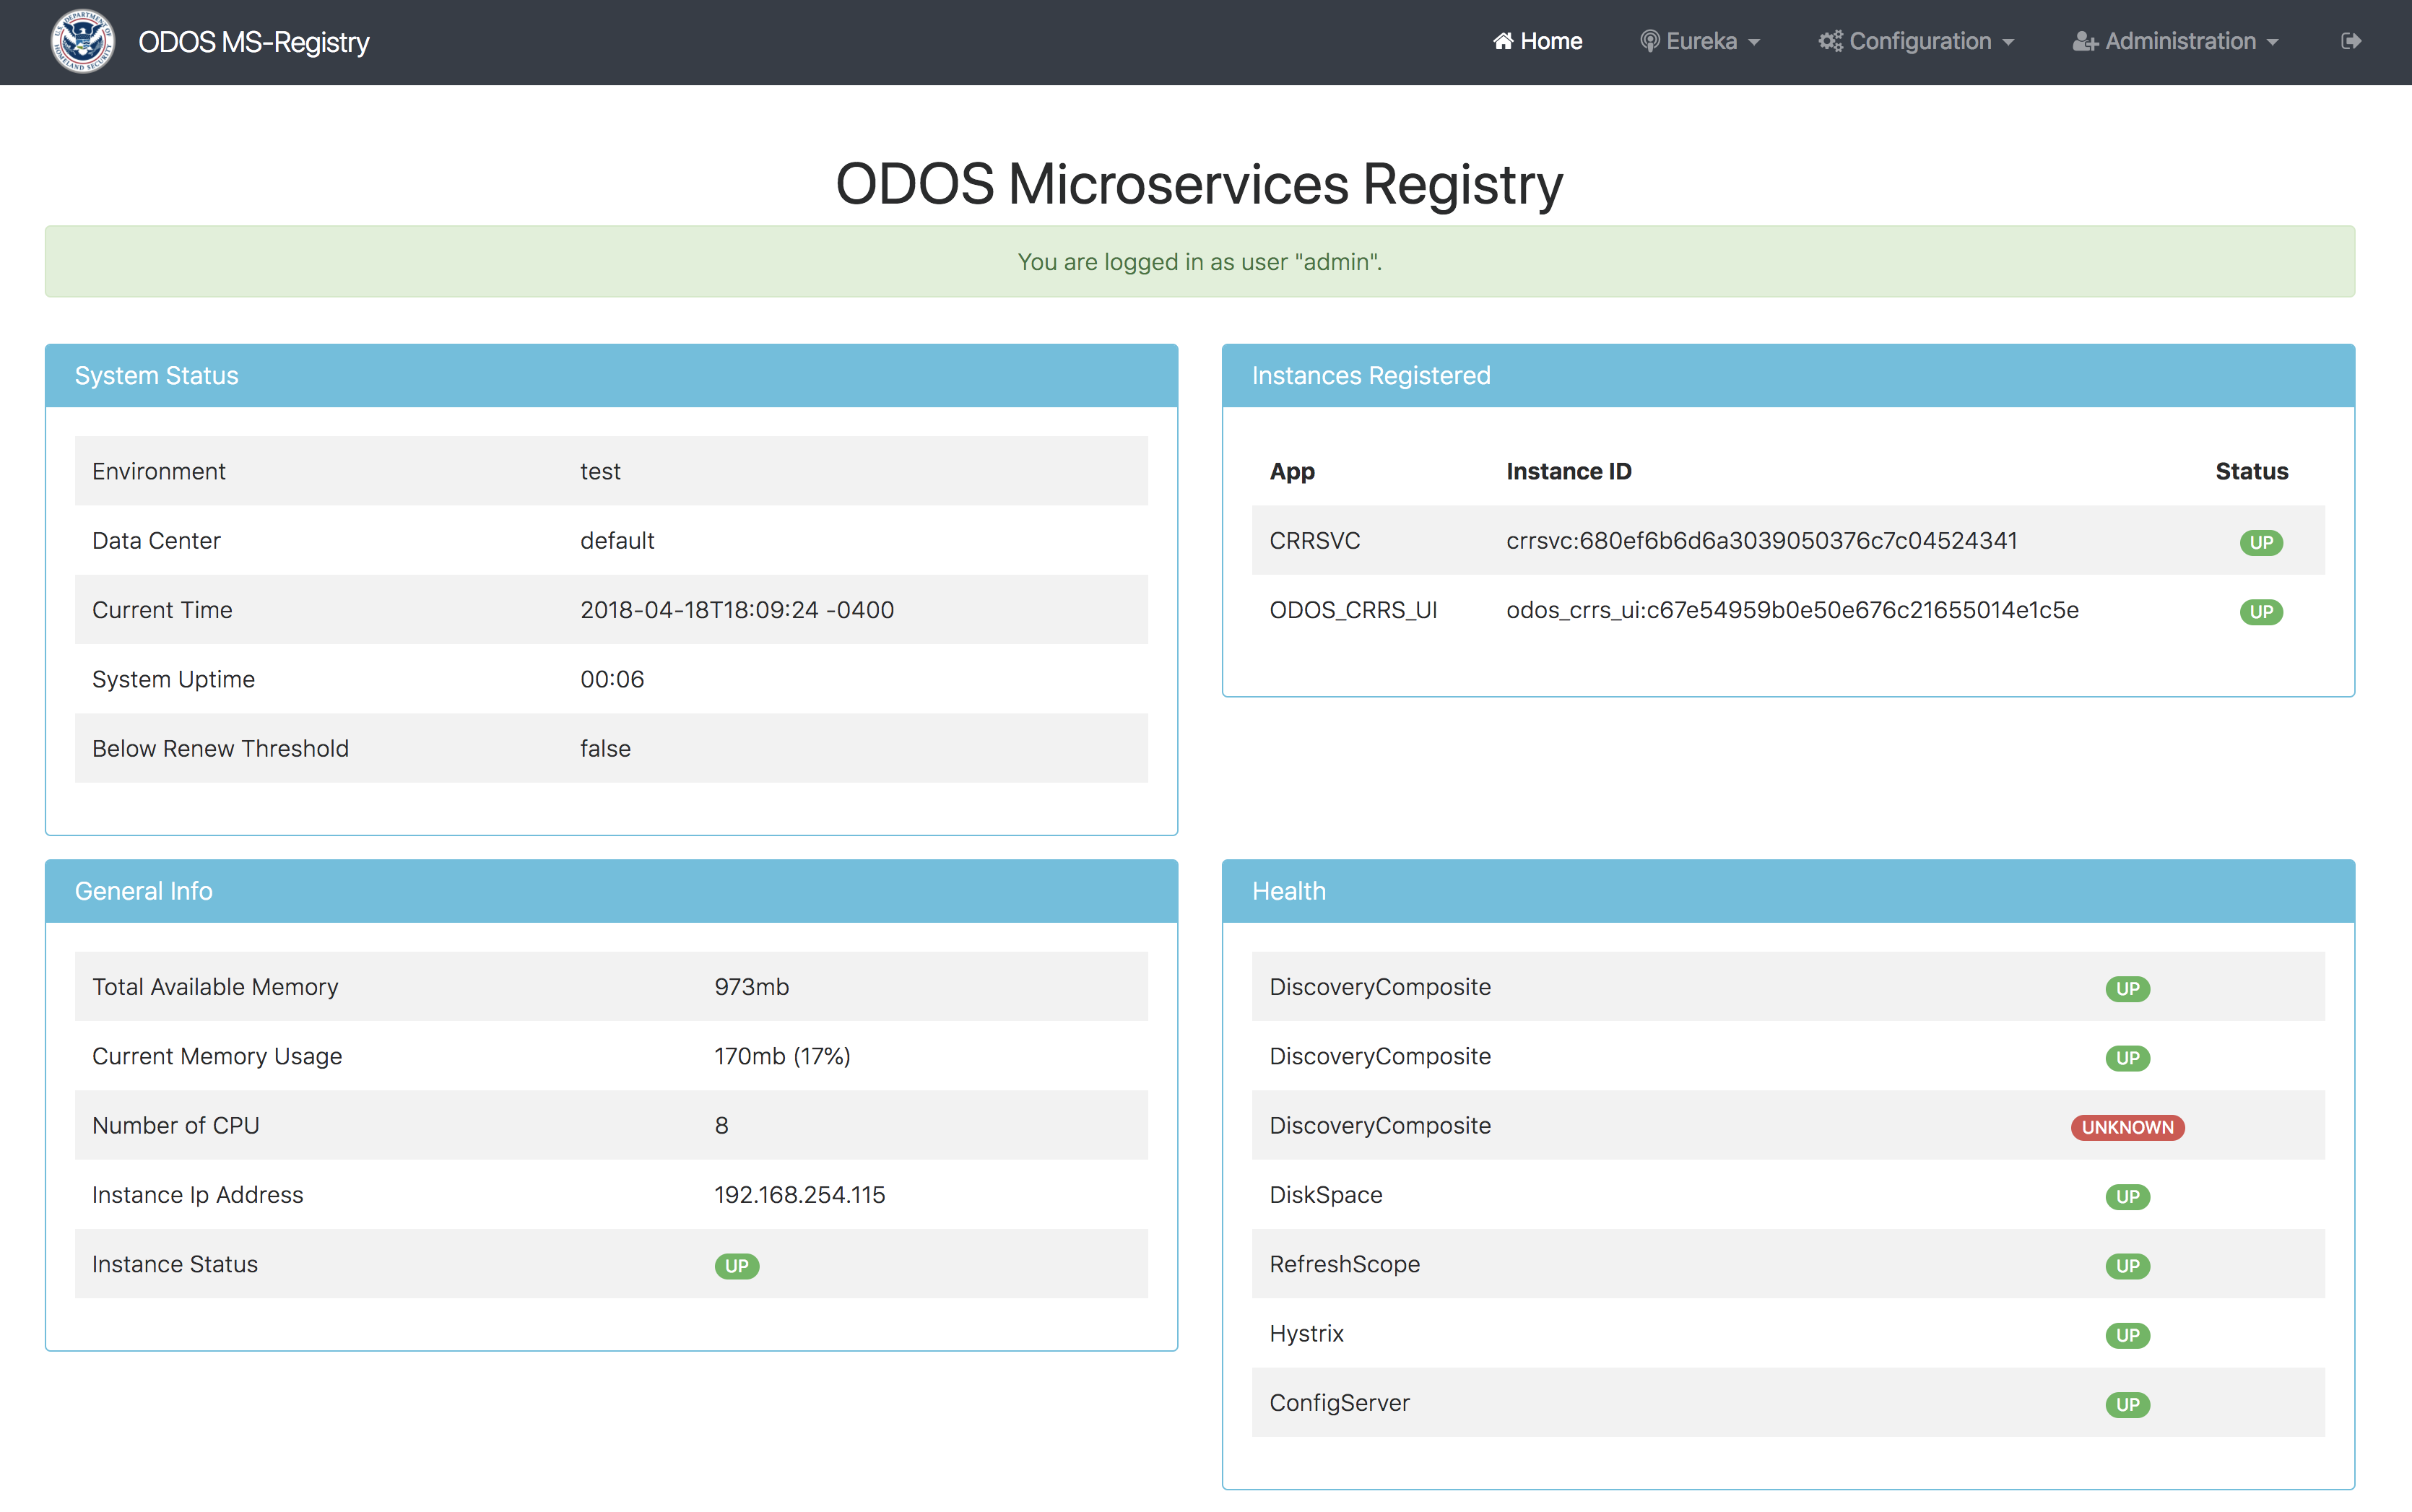 U.S. DEPARTMENT OF HOMELAND SECURITY
ODOS MS-Registry
Home
Eureka
Configuration
Administration
ODOS Microservices Registry
You are logged in as user "admin".
System Status
Environment test
Data Center default
Current Time 2018-04-18T18:09:24 -0400
System Uptime 00:06
Below Renew Threshold false
Instances Registered
App Instance ID Status
CRRSVC crrsvc:680ef6b6d6a3039050376c7c04524341 UP
ODOS_CRRS_UI odos_crrs_ui:c67e54959b0e50e676c21655014e1c5e UP
General Info
Total Available Memory 973mb
Current Memory Usage 170mb (17%)
Number of CPU 8
Instance Ip Address 192.168.254.115
Instance Status UP
Health
DiscoveryComposite UP
DiscoveryComposite UP
DiscoveryComposite UNKNOWN
DiskSpace UP
RefreshScope UP
Hystrix UP
ConfigServer UP